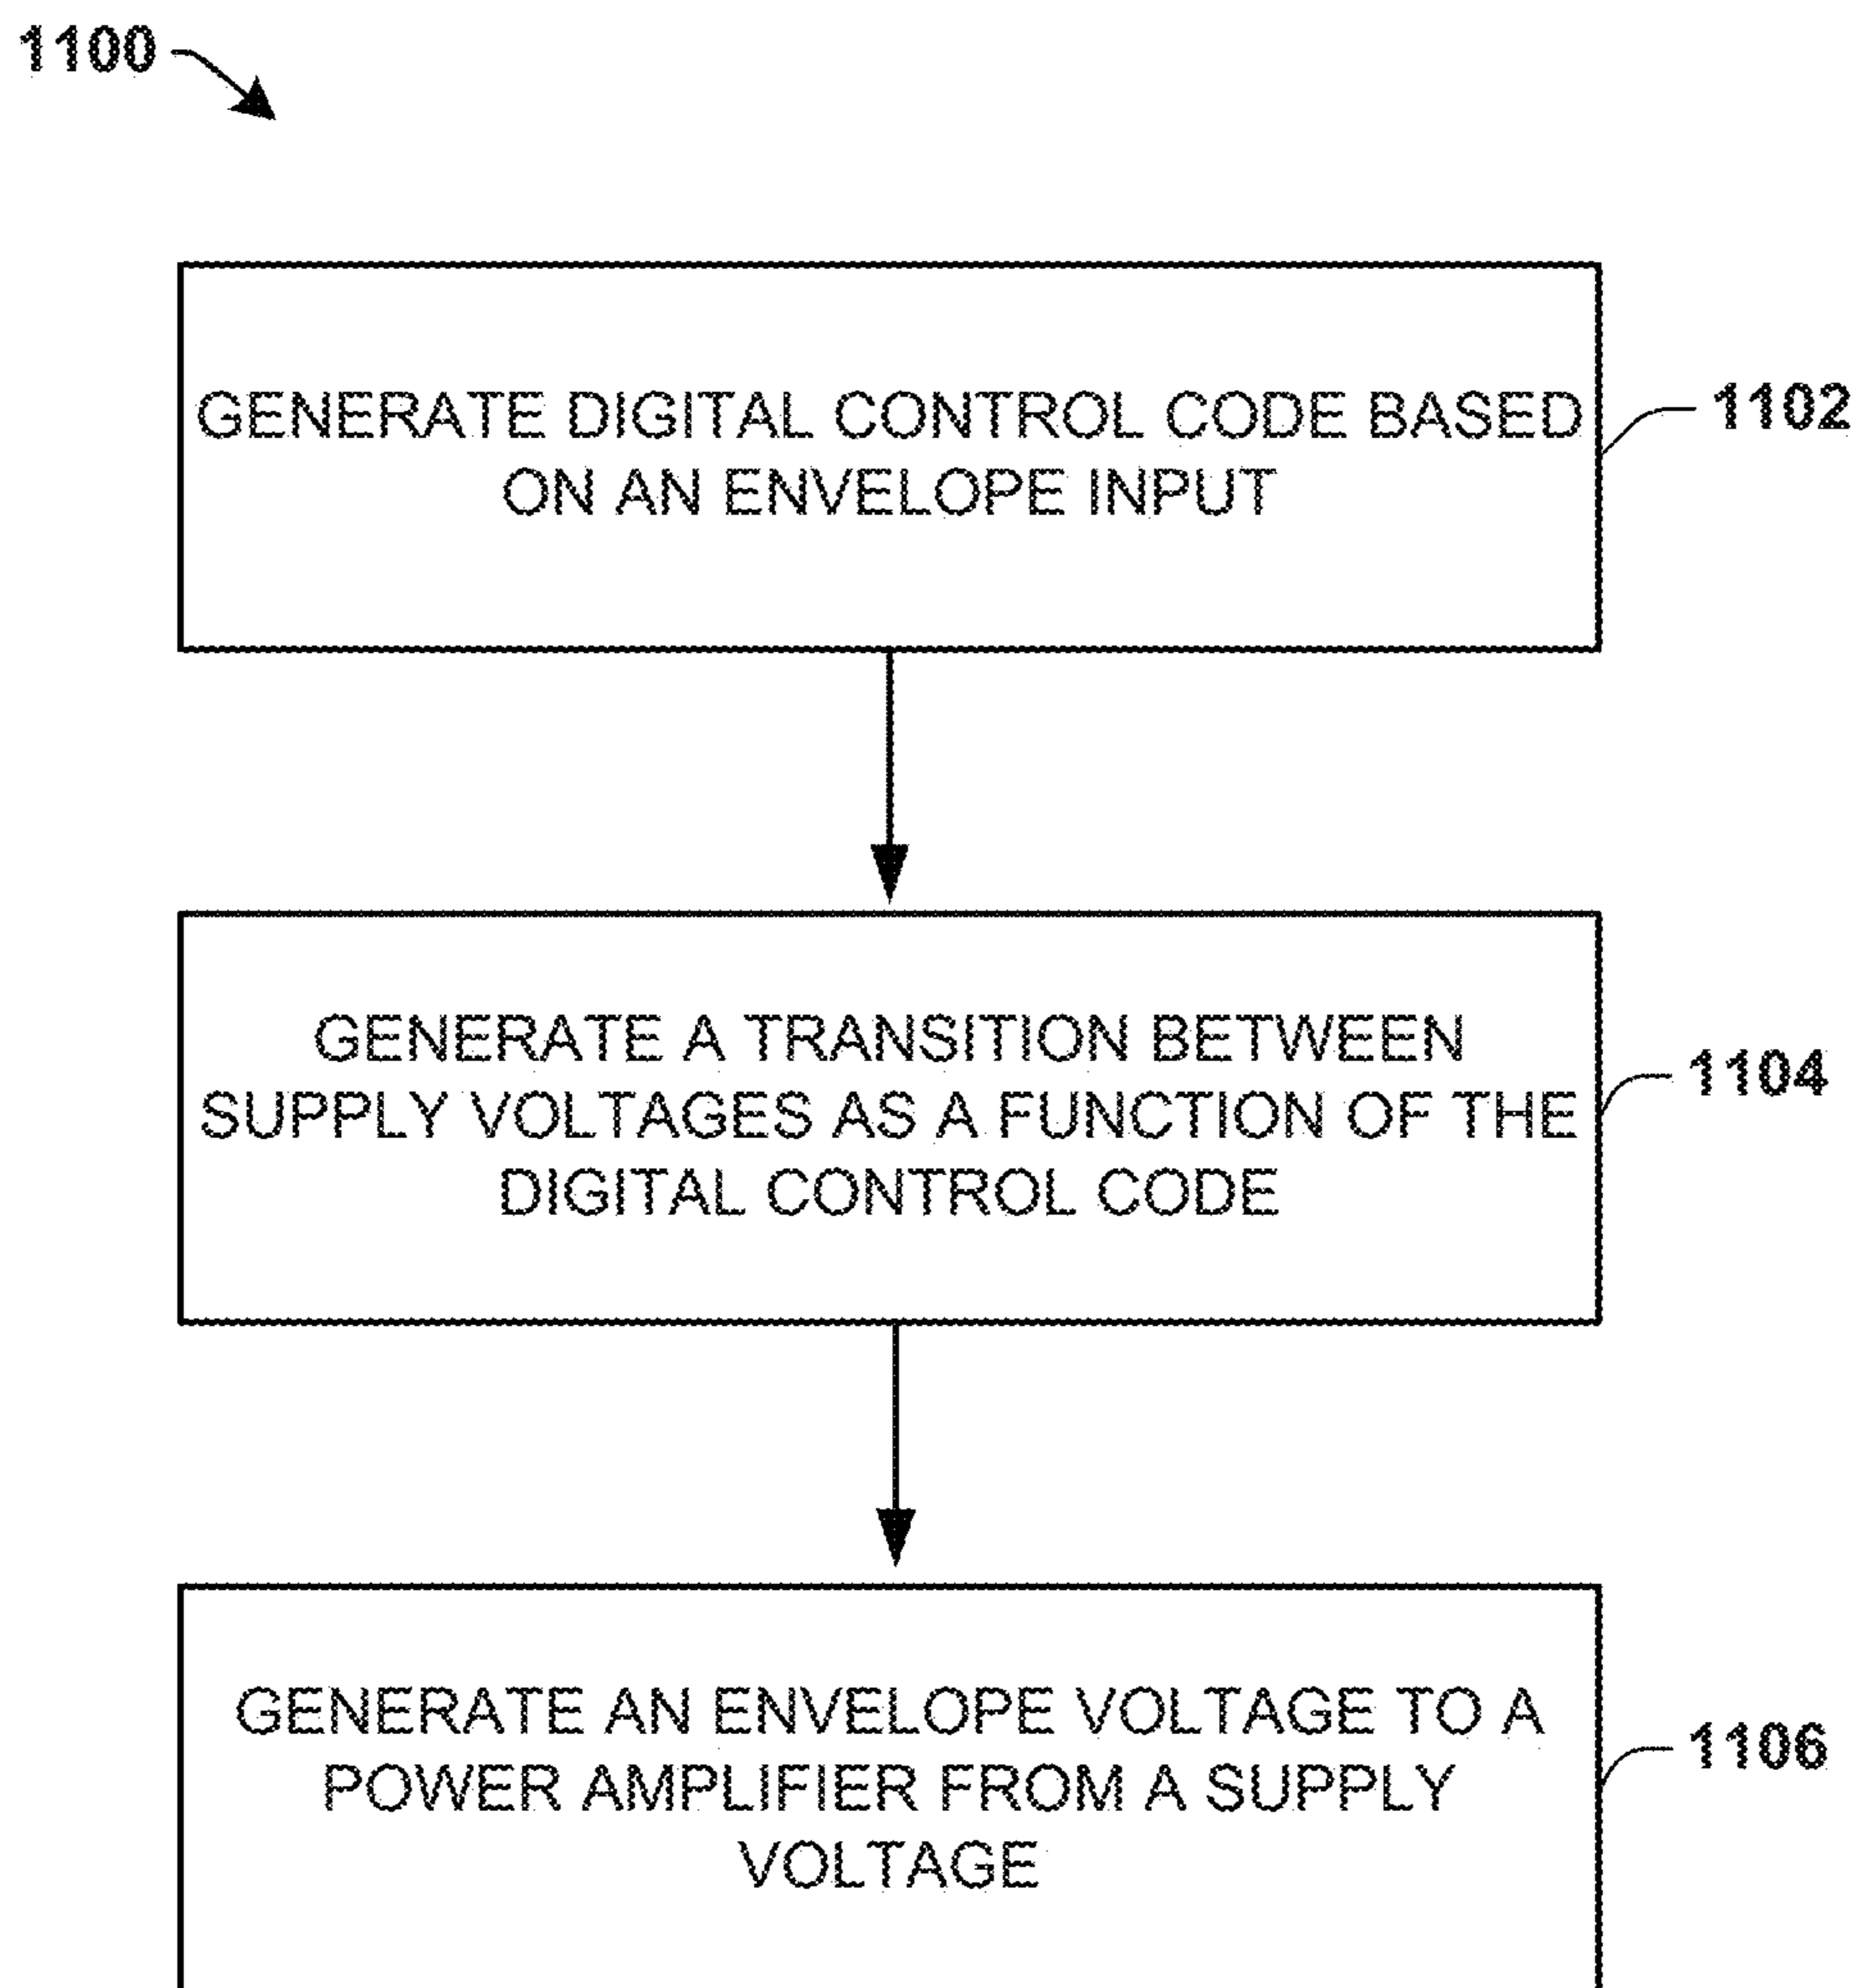 1100
GENERATE DIGITAL CONTROL CODE BASED
ON AN ENVELOPE INPUT
1102
GENERATE A TRANSITION BETWEEN
SUPPLY VOLTAGES AS A FUNCTION OF THE
DIGITAL CONTROL CODE
1104
GENERATE AN ENVELOPE VOLTAGE TO A
POWER AMPLIFIER FROM A SUPPLY
VOLTAGE
1106